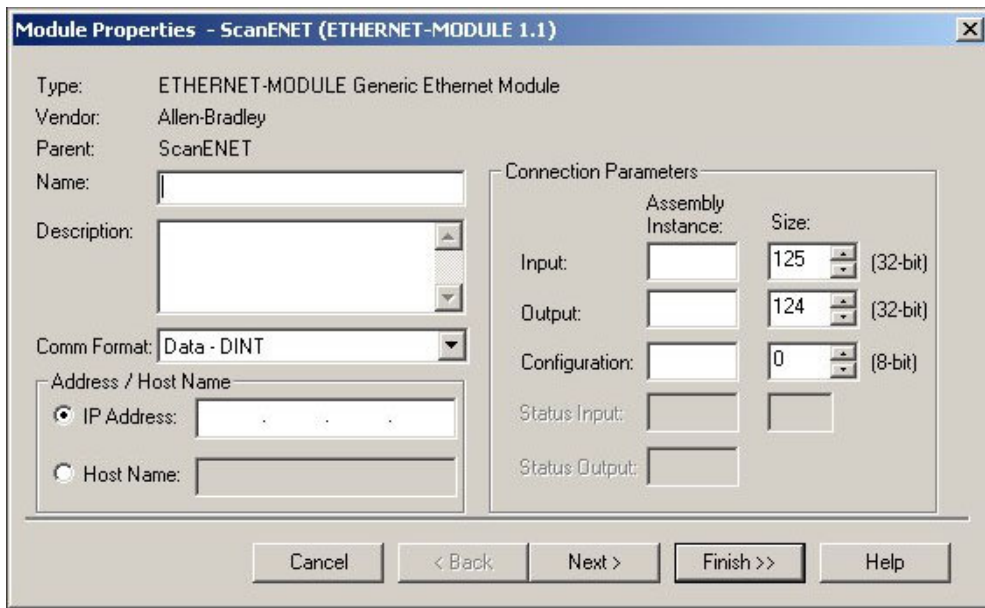 Module Properties - ScanENET (ETHERNET-MODULE 1.1)
Type: ETHERNET-MODULE Generic Ethernet Module
Vendor: Allen-Bradley
Parent: ScanENET
Name:
Description:
Comm Format: Data - DINT
Address / Host Name
IP Address: . . .
Host Name:
Connection Parameters
Assembly
Instance: Size:
Input: 125 (32-bit)
Output: 124 (32-bit)
Configuration: 0 (8-bit)
Status Input:
Status Output:
Cancel < Back Next > Finish >> Help